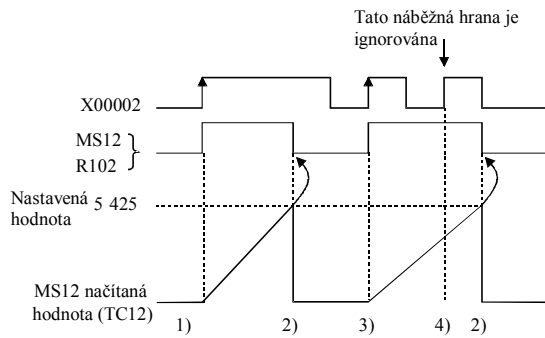 Tato náběžná hrana je
ignorována
X00002
MS12
R102
Nastavená
hodnota 5 425
MS12 načítaná
hodnota (TC12)
1) 2) 3) 4) 2)